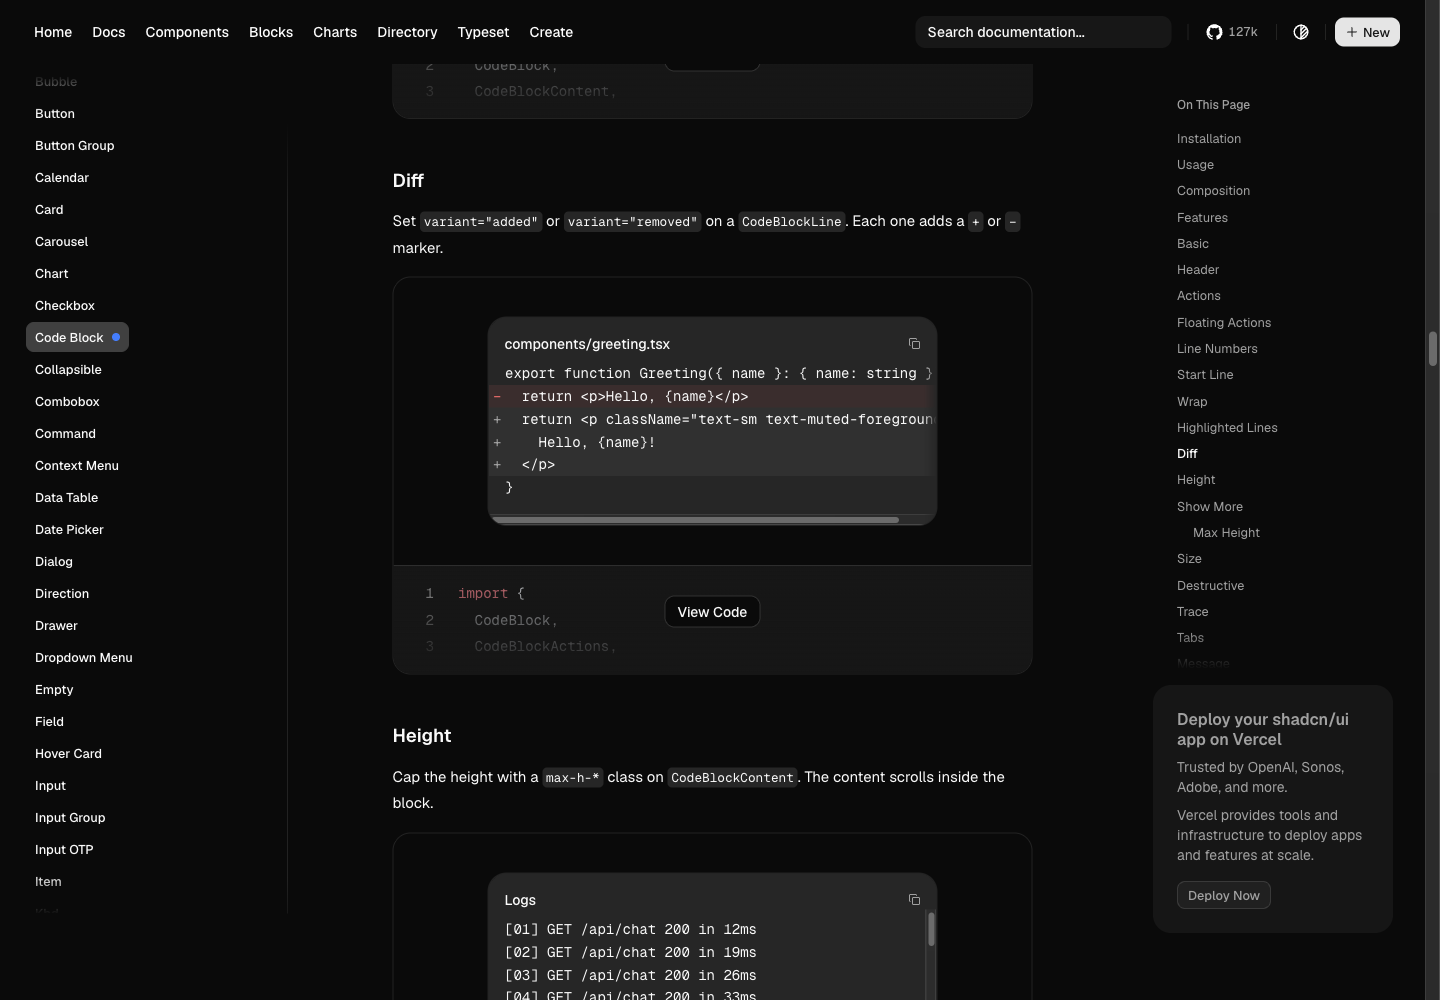 Home Docs Components Blocks Charts Directory Typeset Create
Search documentation...
127k
New
Bubble
Button
Button Group
Calendar
Card
Carousel
Chart
Checkbox
Code Block
Collapsible
Combobox
Command
Context Menu
Data Table
Date Picker
Dialog
Direction
Drawer
Dropdown Menu
Empty
Field
Hover Card
Input
Input Group
Input OTP
Item
2 CodeBlock,
3 CodeBlockContent,
Diff
Set variant="added" or variant="removed" on a CodeBlockLine. Each one adds a + or -
marker.
components/greeting.tsx
export function Greeting({ name }: { name: string }
- return <p>Hello, {name}</p>
+ return <p className="text-sm text-muted-foregroun
+ Hello, {name}!
+ </p>
}
1 import {
2 CodeBlock,
3 CodeBlockActions,
View Code
Height
Cap the height with a max-h-* class on CodeBlockContent. The content scrolls inside the
block.
Logs
[01] GET /api/chat 200 in 12ms
[02] GET /api/chat 200 in 19ms
[03] GET /api/chat 200 in 26ms
[04] GET /api/chat 200 in 33ms
On This Page
Installation
Usage
Composition
Features
Basic
Header
Actions
Floating Actions
Line Numbers
Start Line
Wrap
Highlighted Lines
Diff
Height
Show More
Max Height
Size
Destructive
Trace
Tabs
Message
Deploy your shadcn/ui
app on Vercel
Trusted by OpenAI, Sonos,
Adobe, and more.
Vercel provides tools and
infrastructure to deploy apps
and features at scale.
Deploy Now